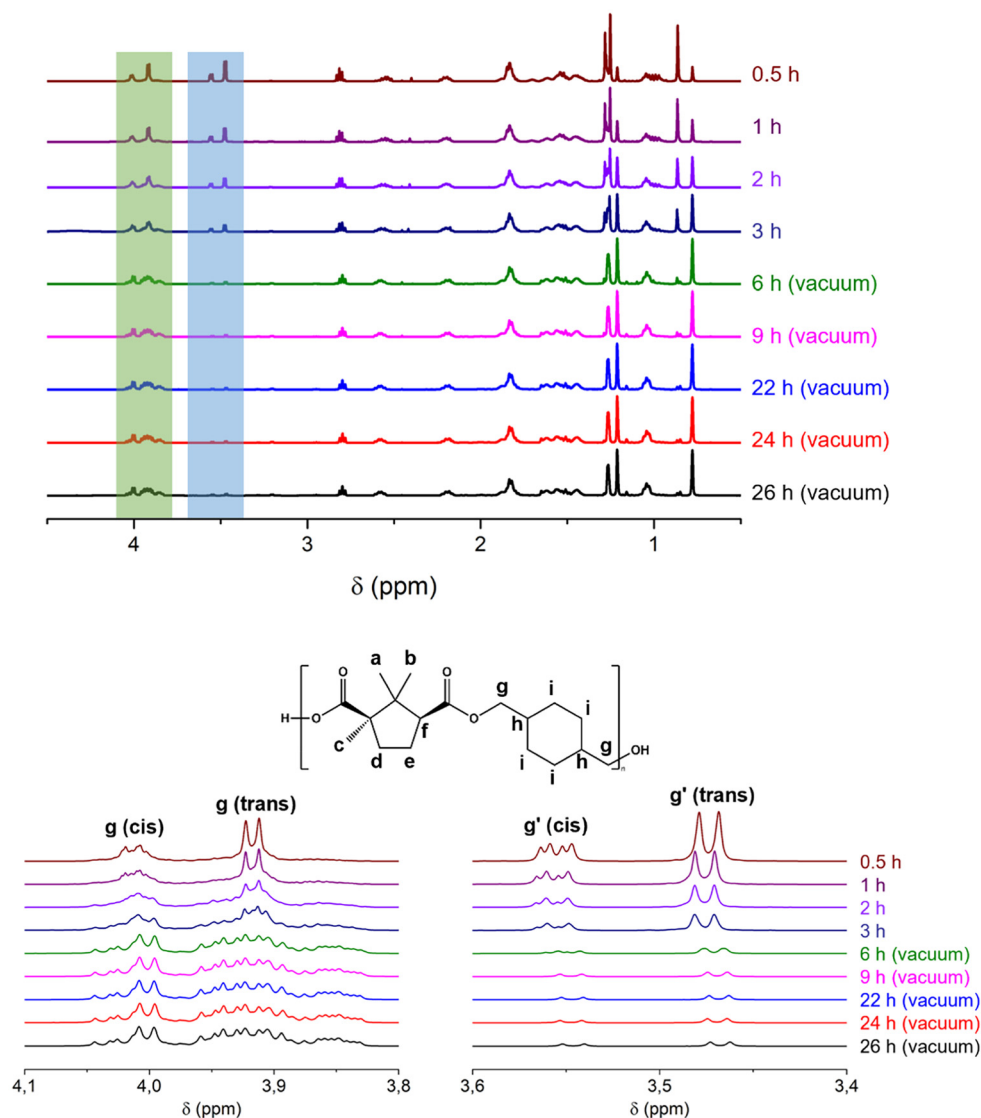 0.5 h
1 h
2 h
3 h
6 h (vacuum)
9 h (vacuum)
22 h (vacuum)
24 h (vacuum)
26 h (vacuum)
4 3 2 1
δ (ppm)
a b
O O
g i
H O i
f O h
c h g OH
d e i n
i
g (cis) g (trans) g' (cis) g' (trans)
0.5 h
1 h
2 h
3 h
6 h (vacuum)
9 h (vacuum)
22 h (vacuum)
24 h (vacuum)
26 h (vacuum)
4,1 4,0 3,9 3,8 3,6 3,5 3,4
δ (ppm) δ (ppm)